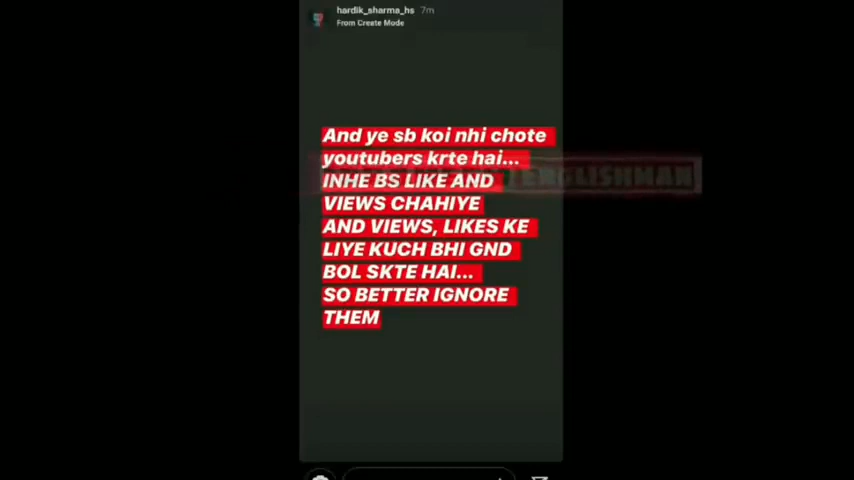 hardik_sharma_hs 7m
From Create Mode
And ye sb koi nhi chote
youtubers krte hai...
INHE BS LIKE AND
VIEWS CHAHIYE
AND VIEWS, LIKES KE
LIYE KUCH BHI GND
BOL SKTE HAI...
SO BETTER IGNORE
THEM